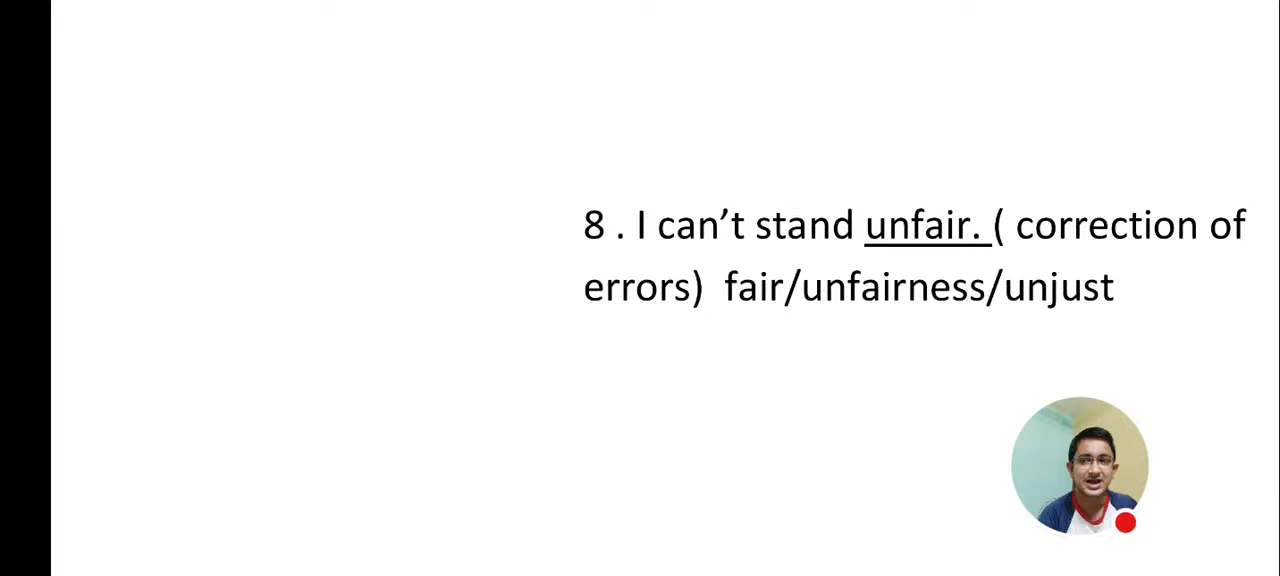 8 . I can’t stand unfair. ( correction of
errors)  fair/unfairness/unjust